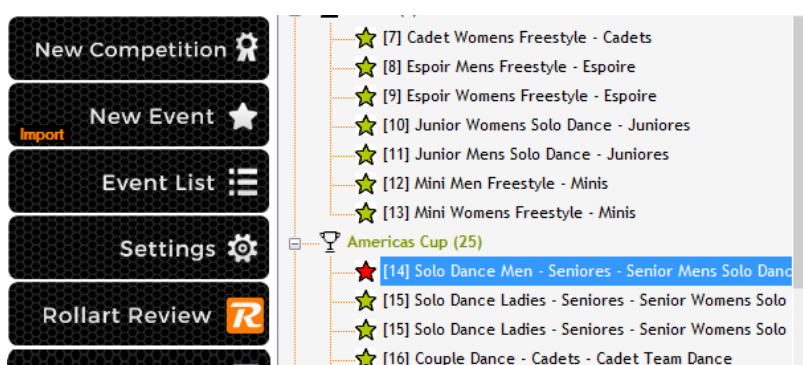 New Competition
New Event
Import
Event List
Settings
Rollart Review
R
[7] Cadet Womens Freestyle - Cadets
[8] Espoir Mens Freestyle - Espoire
[9] Espoir Womens Freestyle - Espoire
[10] Junior Womens Solo Dance - Juniores
[11] Junior Mens Solo Dance - Juniores
[12] Mini Men Freestyle - Minis
[13] Mini Womens Freestyle - Minis
Americas Cup (25)
[14] Solo Dance Men - Seniores - Senior Mens Solo Danc
[15] Solo Dance Ladies - Seniores - Senior Womens Solo
[15] Solo Dance Ladies - Seniores - Senior Womens Solo
[16] Couple Dance - Cadets - Cadet Team Dance